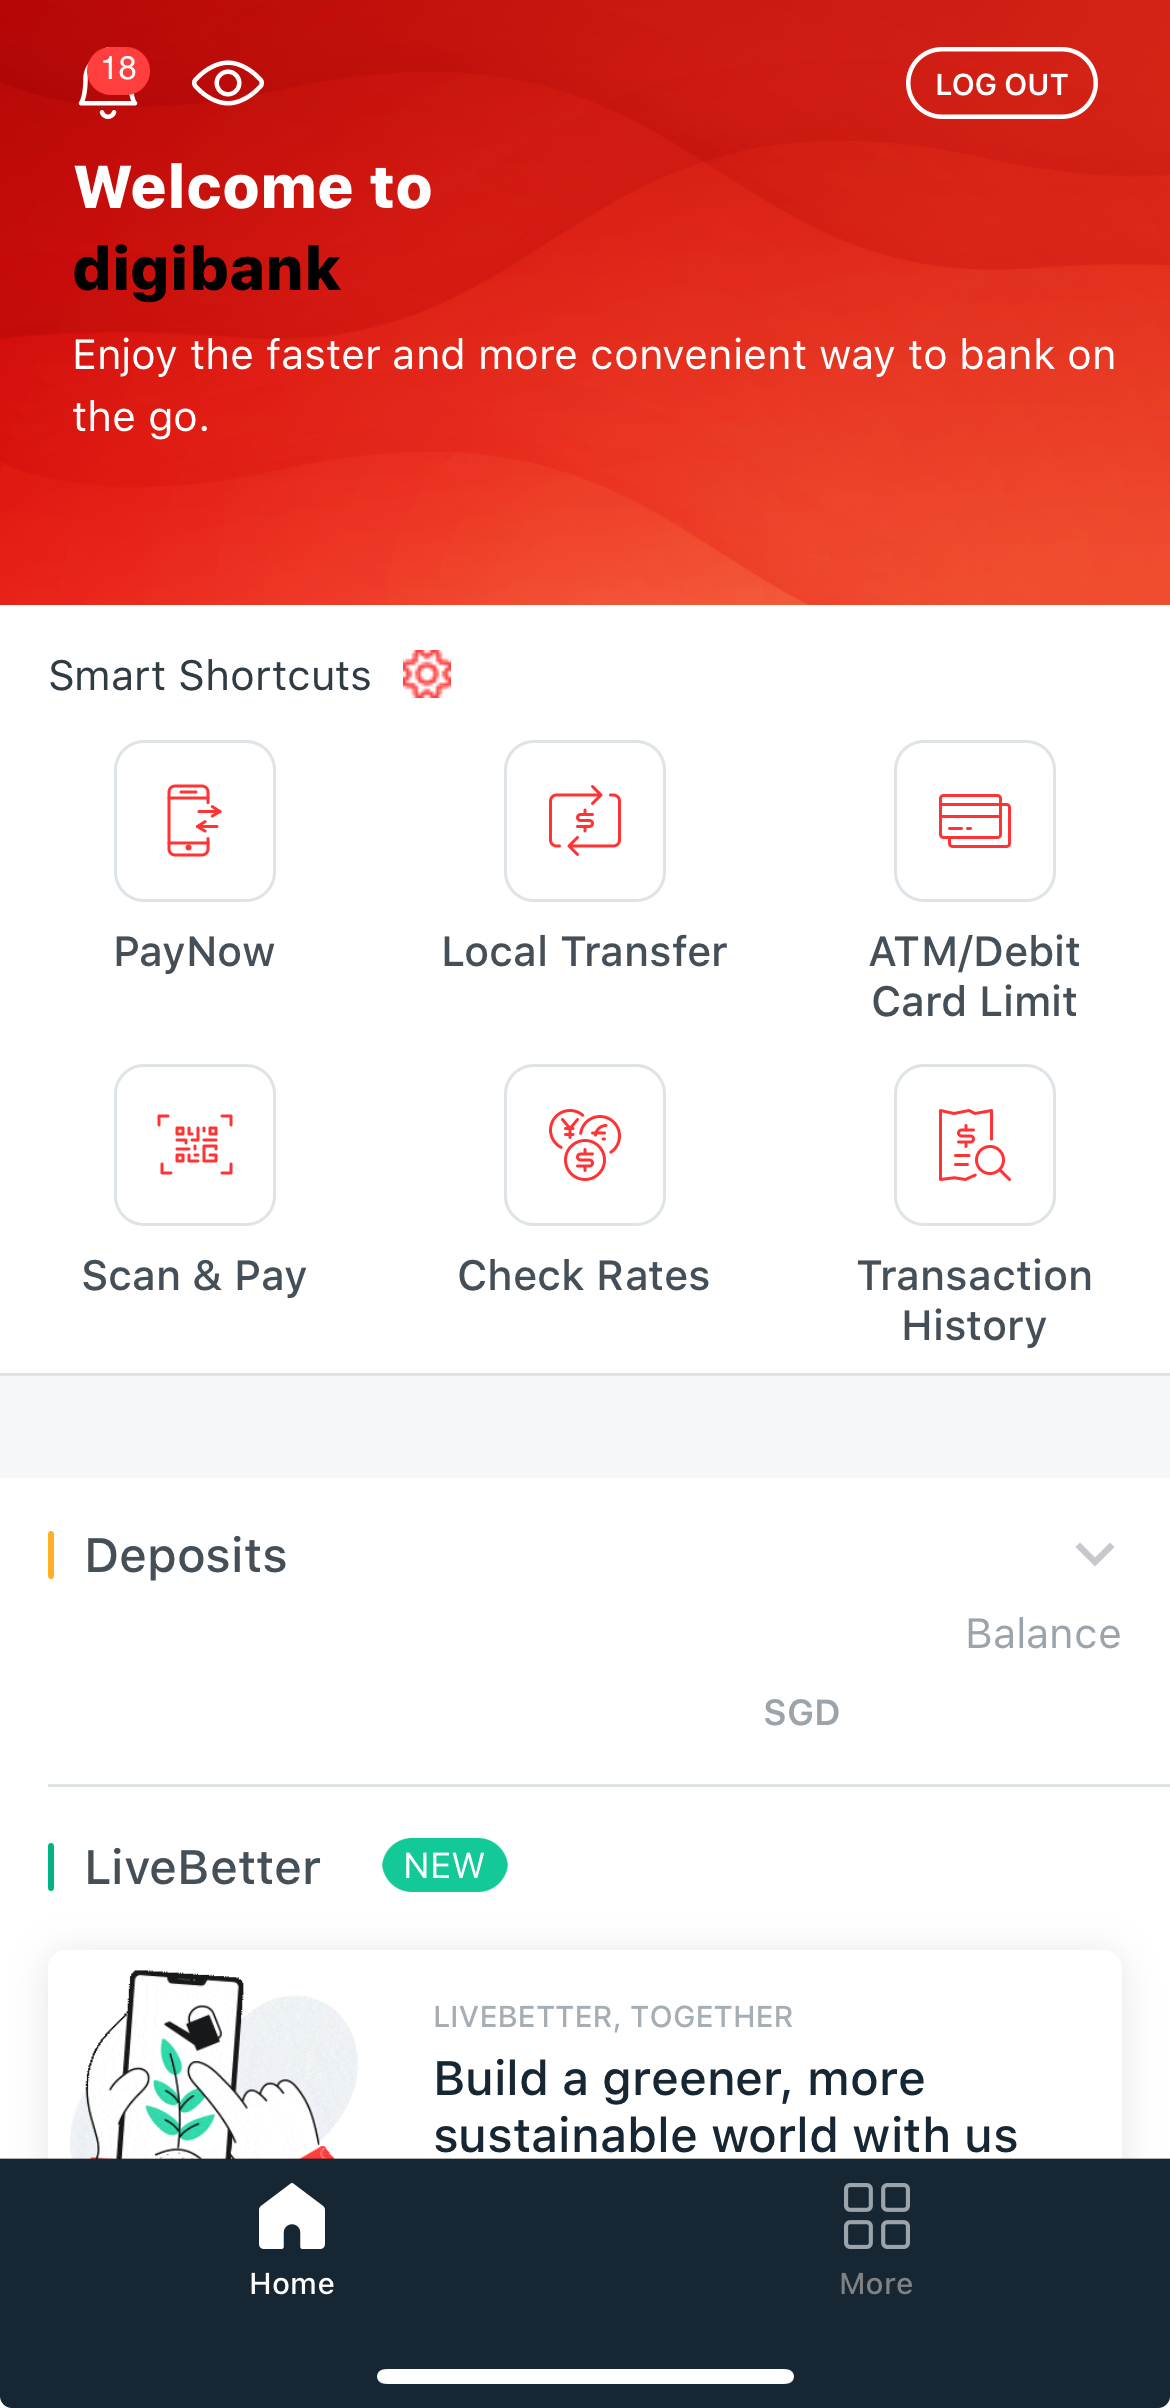 18
LOG OUT
Welcome to
digibank
Enjoy the faster and more convenient way to bank on
the go.
Smart Shortcuts
PayNow
Local Transfer
ATM/Debit
Card Limit
Scan & Pay
Check Rates
Transaction
History
Deposits
Balance
SGD
LiveBetter
NEW
LIVEBETTER, TOGETHER
Build a greener, more
sustainable world with us
Home
More